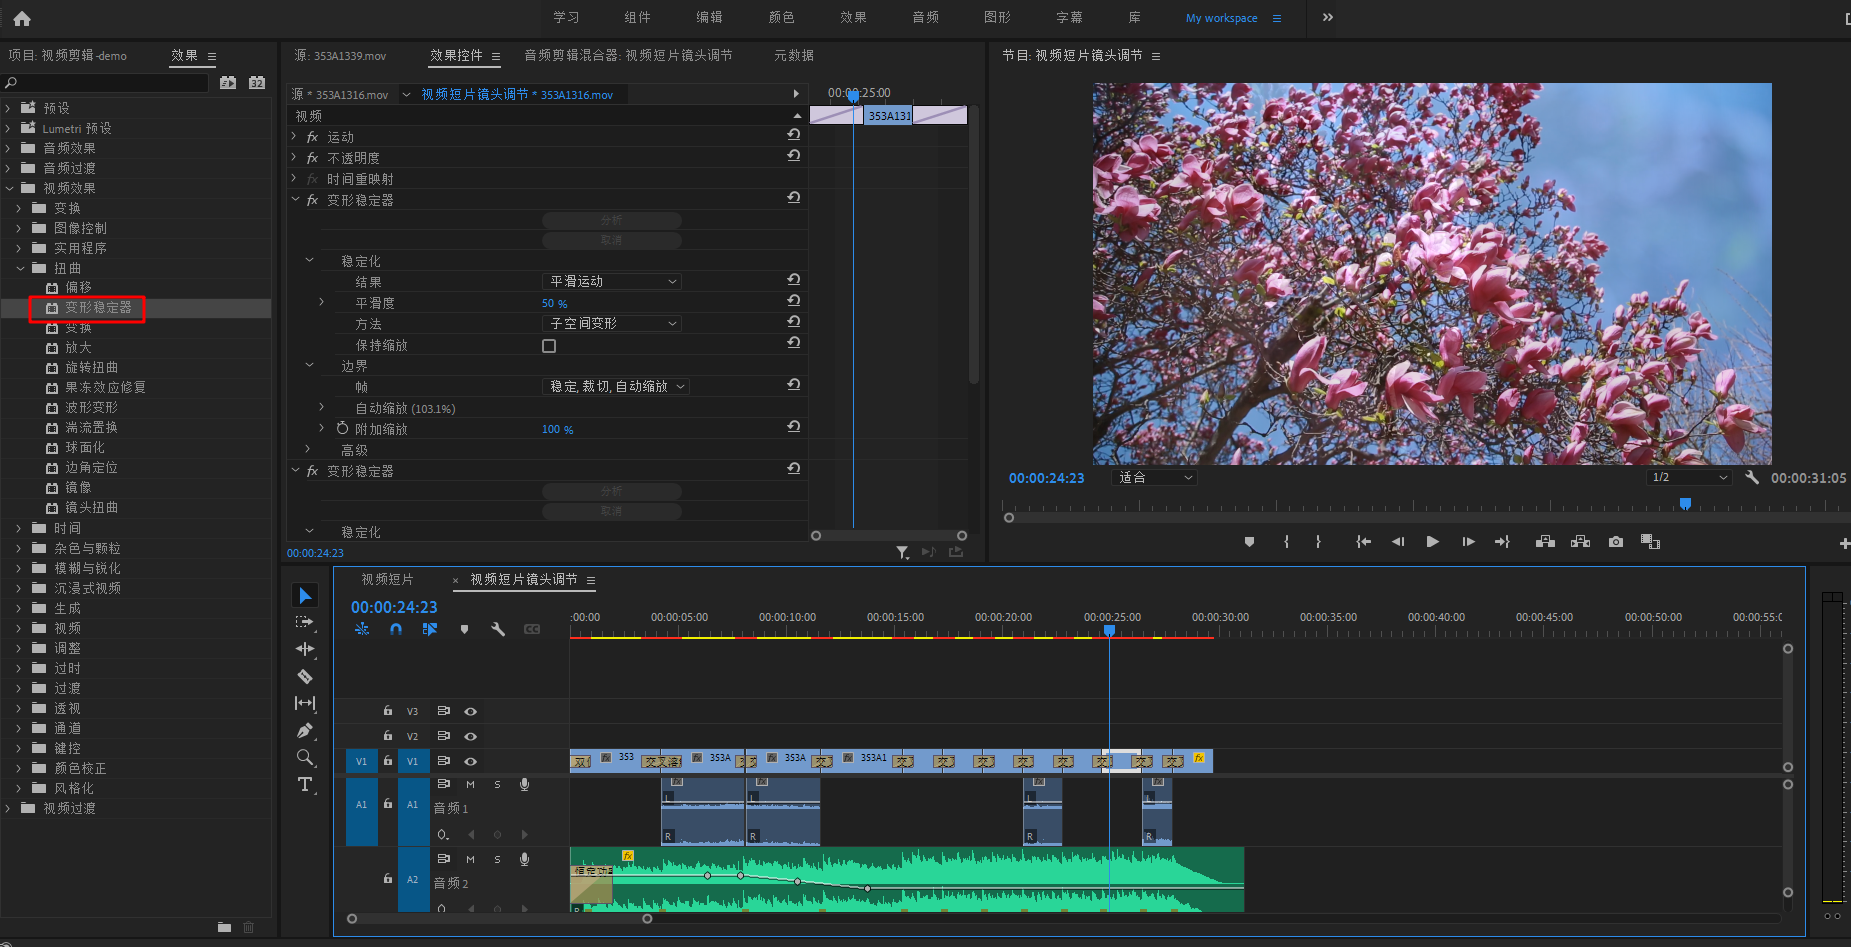 学习 组件 编辑 颜色 效果 音频 图形 字幕 库 My workspace
项目: 视频剪辑-demo 效果
预设
Lumetri 预设
音频效果
音频过渡
视频效果
变换
图像控制
实用程序
扭曲
偏移
变形稳定器
变换
放大
旋转扭曲
果冻效应修复
波形变形
湍流置换
球面化
边角定位
镜像
镜头扭曲
时间
杂色与颗粒
模糊与锐化
沉浸式视频
生成
视频
调整
过时
过渡
透视
通道
键控
颜色校正
风格化
视频过渡
源: 353A1339.mov 效果控件 音频剪辑混合器: 视频短片镜头调节 元数据
源 * 353A1316.mov 视频短片镜头调节 * 353A1316.mov 00:00:25:00
视频 353A131
fx 运动
fx 不透明度
fx 时间重映射
fx 变形稳定器
分析
取消
稳定化
结果 平滑运动
平滑度 50 %
方法 子空间变形
保持缩放
边界
帧 稳定, 裁切, 自动缩放
自动缩放 (103.1%)
附加缩放 100 %
高级
fx 变形稳定器
分析
取消
稳定化
00:00:24:23
节目: 视频短片镜头调节
00:00:24:23 适合 1/2 00:00:31:05
视频短片 × 视频短片镜头调节
00:00:24:23
:00:00 00:00:05:00 00:00:10:00 00:00:15:00 00:00:20:00 00:00:25:00 00:00:30:00 00:00:35:00 00:00:40:00 00:00:45:00 00:00:50:00 00:00:55:0
V3
V2
V1 V1 fx 353 fx 353A fx 353A fx 353A1 fx
A1 A1 M S fx fx fx fx
音频 1 L L L L
R R R R
A2 M S fx
音频 2
R